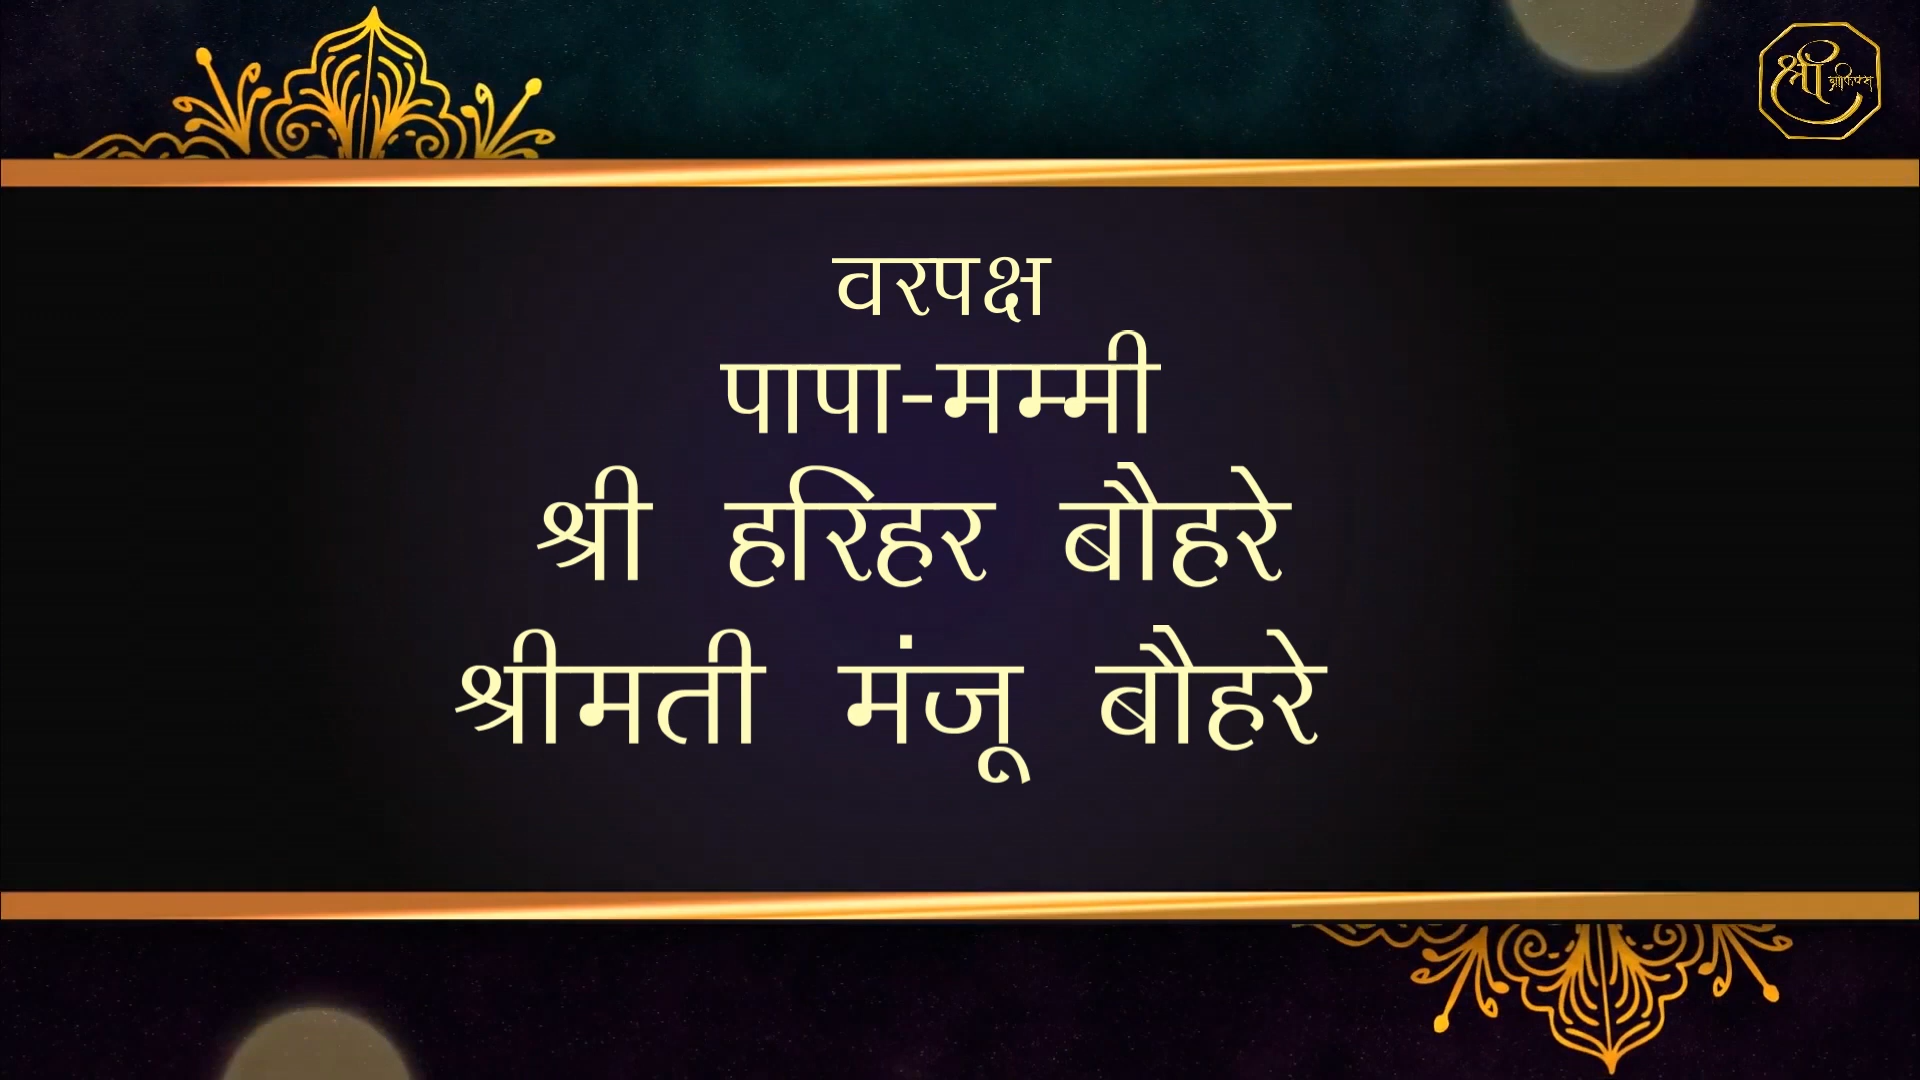 श्री ग्राफिक्स
वरपक्ष
पापा-मम्मी
श्री हरिहर बौहरे
श्रीमती मंजू बौहरे